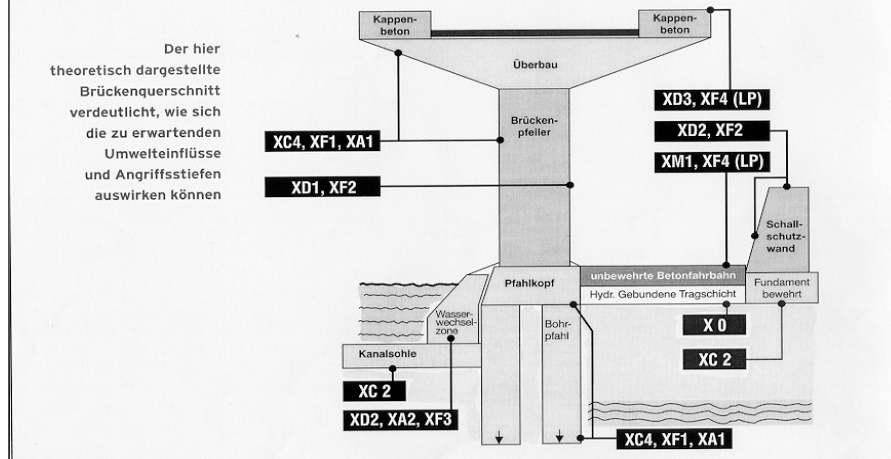 Der hier
theoretisch dargestellte
Brückenquerschnitt
verdeutlicht, wie sich
die zu erwartenden
Umwelteinflüsse
und Angriffsstiefen
auswirken können
Kappen-
beton
Kappen-
beton
Überbau
XD3, XF4 (LP)
Brücken-
pfeiler
XD2, XF2
XC4, XF1, XA1
XM1, XF4 (LP)
XD1, XF2
Schall-
schutz-
wand
unbewehrte Betonfahrbahn
Pfahlkopf
Fundament
bewehrt
Hydr. Gebundene Tragschicht
Wasser-
wechsel-
zone
Bohr-
pfahl
X 0
Kanalsohle
XC 2
XC 2
XD2, XA2, XF3
XC4, XF1, XA1